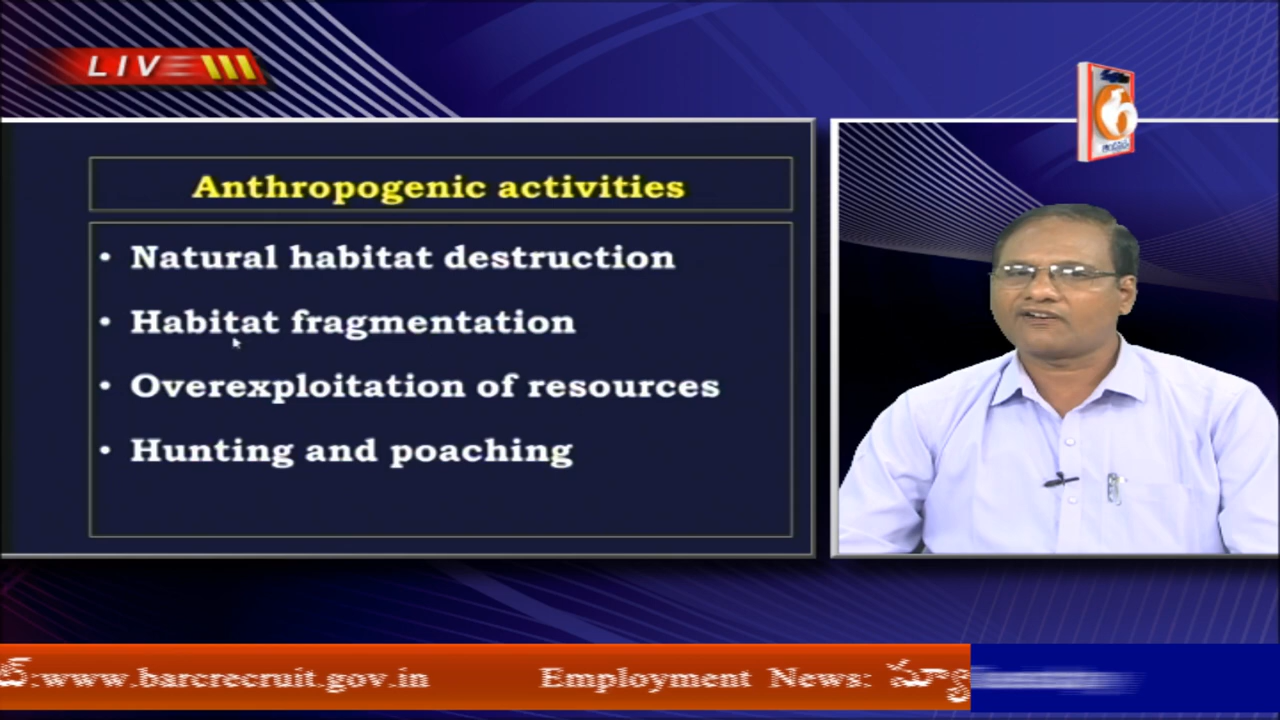 LIVE
Anthropogenic activities
• Natural habitat destruction
• Habitat fragmentation
• Overexploitation of resources
• Hunting and poaching
:www.barcrecruit.gov.in Employment News: